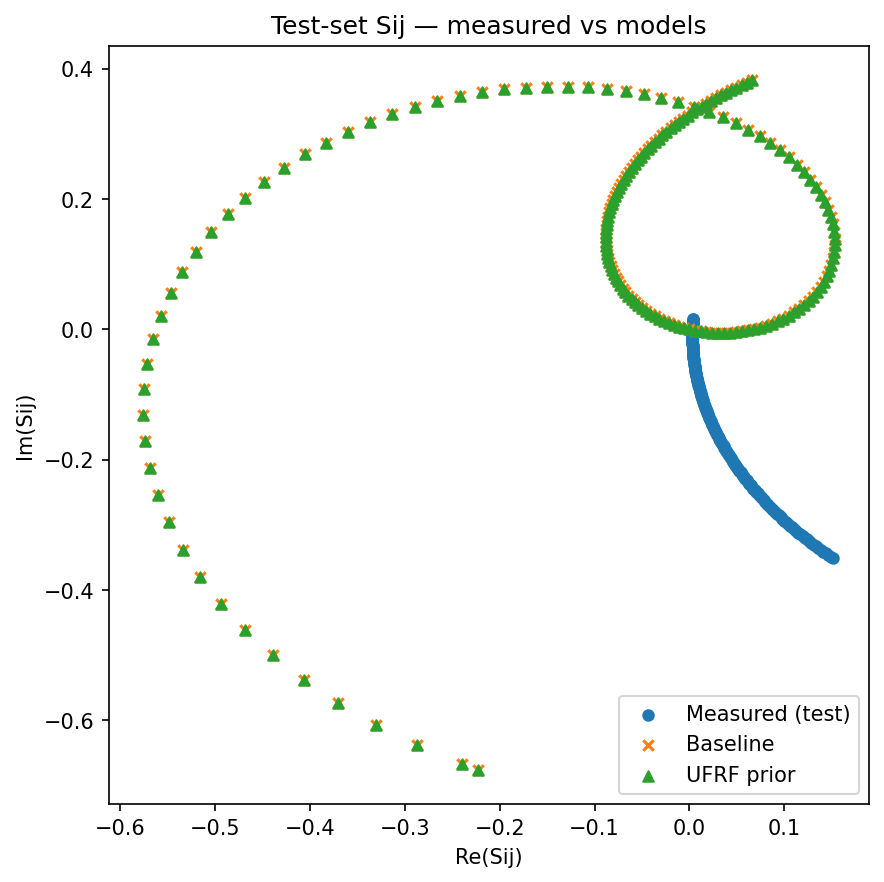 Test-set Sij — measured vs models
0.4
0.2
0.0
−0.2
−0.4
−0.6
Im(Sij)
−0.6 −0.5 −0.4 −0.3 −0.2 −0.1 0.0 0.1
Re(Sij)
Measured (test)
Baseline
UFRF prior